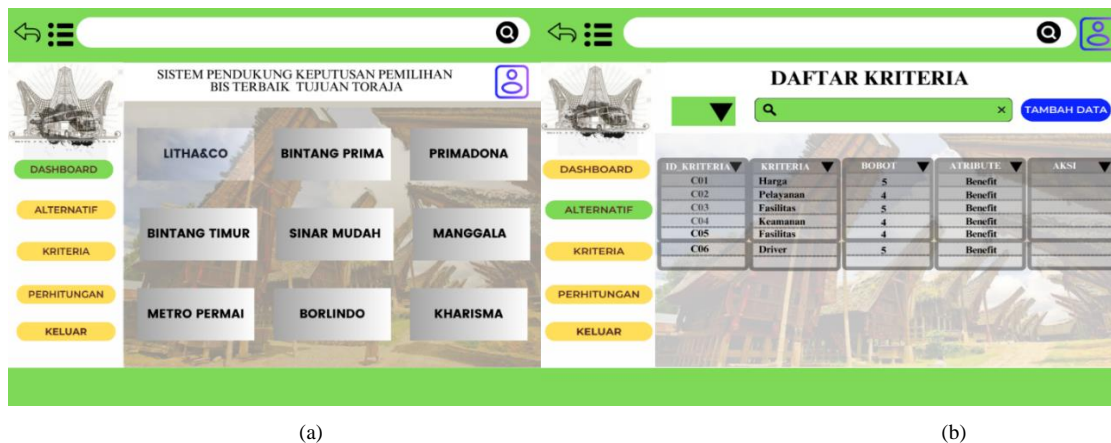 SISTEM PENDUKUNG KEPUTUSAN PEMILIHAN
BIS TERBAIK TUJUAN TORAJA
DASHBOARD
ALTERNATIF
KRITERIA
PERHITUNGAN
KELUAR
LITHA&CO BINTANG PRIMA PRIMADONA
BINTANG TIMUR SINAR MUDAH MANGGALA
METRO PERMAI BORLINDO KHARISMA
(a)
DAFTAR KRITERIA
× TAMBAH DATA
DASHBOARD
ALTERNATIF
KRITERIA
PERHITUNGAN
KELUAR
ID_KRITERIA KRITERIA BOBOT ATRIBUTE AKSI
C01 Harga 5 Benefit
C02 Pelayanan 4 Benefit
C03 Fasilitas 5 Benefit
C04 Keamanan 4 Benefit
C05 Fasilitas 4 Benefit
C06 Driver 5 Benefit
(b)